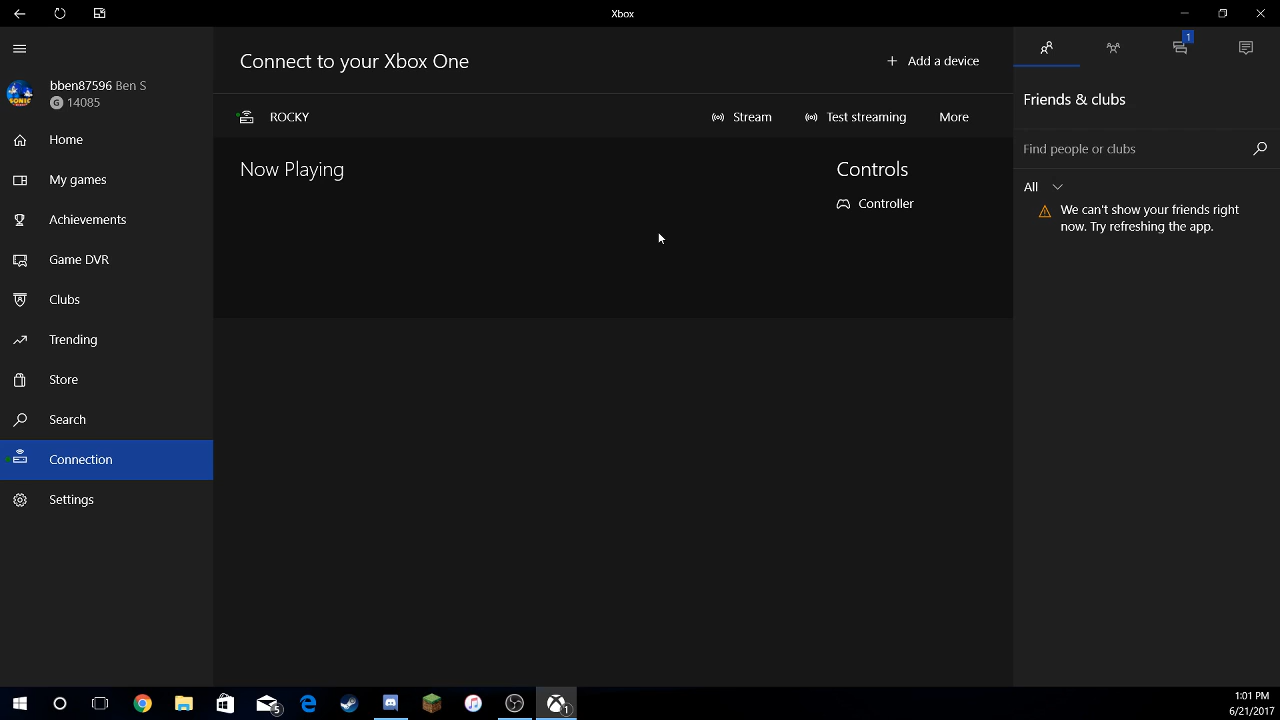 Xbox
bben87596 Ben S
G 14085
Home
My games
Achievements
Game DVR
Clubs
Trending
Store
Search
Connection
Settings
Connect to your Xbox One
Add a device
ROCKY
Stream
Test streaming
More
Now Playing
Controls
Controller
1
Friends & clubs
Find people or clubs
All
We can't show your friends right
now. Try refreshing the app.
5
1
1:01 PM
6/21/2017